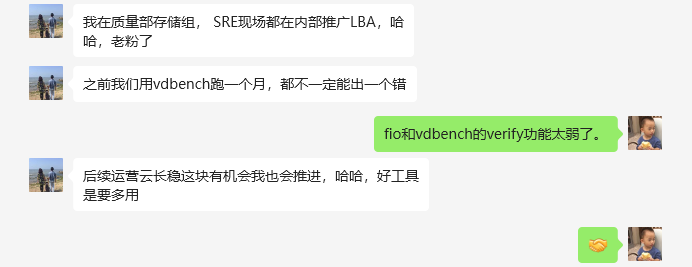 我在质量部存储组， SRE现场都在内部推广LBA，哈
哈，老粉了
之前我们用vdbench跑一个月，都不一定能出一个错
fio和vdbench的verify功能太弱了。
后续运营云长稳这块有机会我也会推进，哈哈，好工具
是要多用